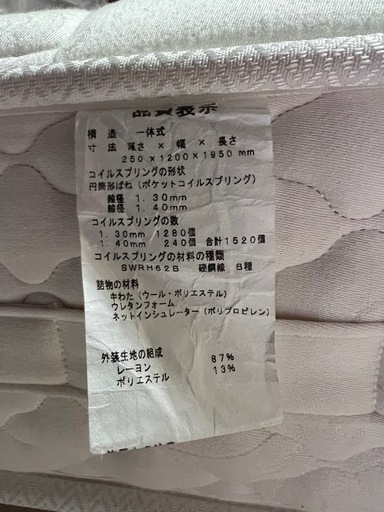 品質表示
構造 一体式
寸法 厚さ × 幅 × 長さ
250×1200×1950mm
コイルスプリングの形状
円筒形ばね(ポケットコイルスプリング)
線径 1.30mm
線径 1.40mm
コイルスプリングの数
1.30mm 1280個
1.40mm 240個 合計1520個
コイルスプリングの材料の種類
SWRH62B 硬鋼線 B種
詰物の材料
中わた(ウール・ポリエステル)
ウレタンフォーム
ネットインシュレーター(ポリプロピレン)
外装生地の組成
レーヨン 87%
ポリエステル 13%